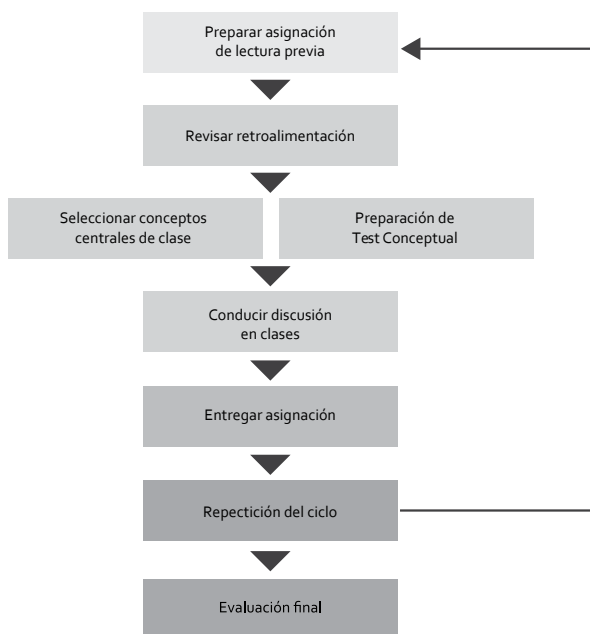 Preparar asignación
de lectura previa
Revisar retroalimentación
Seleccionar conceptos
centrales de clase
Preparación de
Test Conceptual
Conducir discusión
en clases
Entregar asignación
Repectición del ciclo
Evaluación final